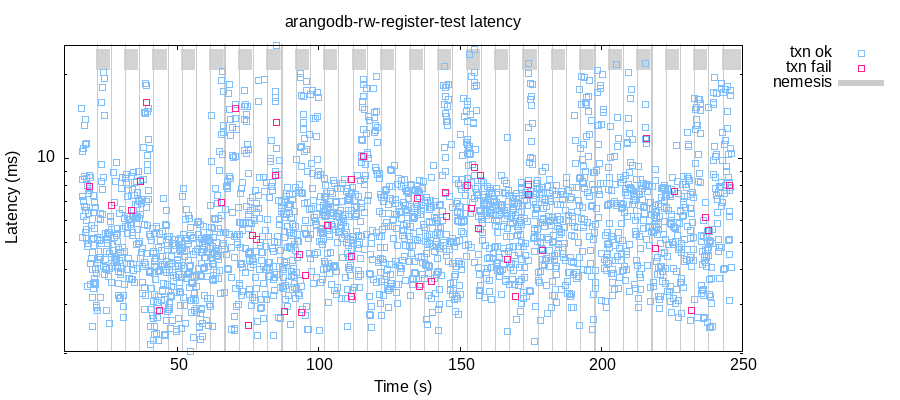 arangodb-rw-register-test latency
txn ok
txn fail
nemesis
10
Latency (ms)
50
100
150
200
250
Time (s)